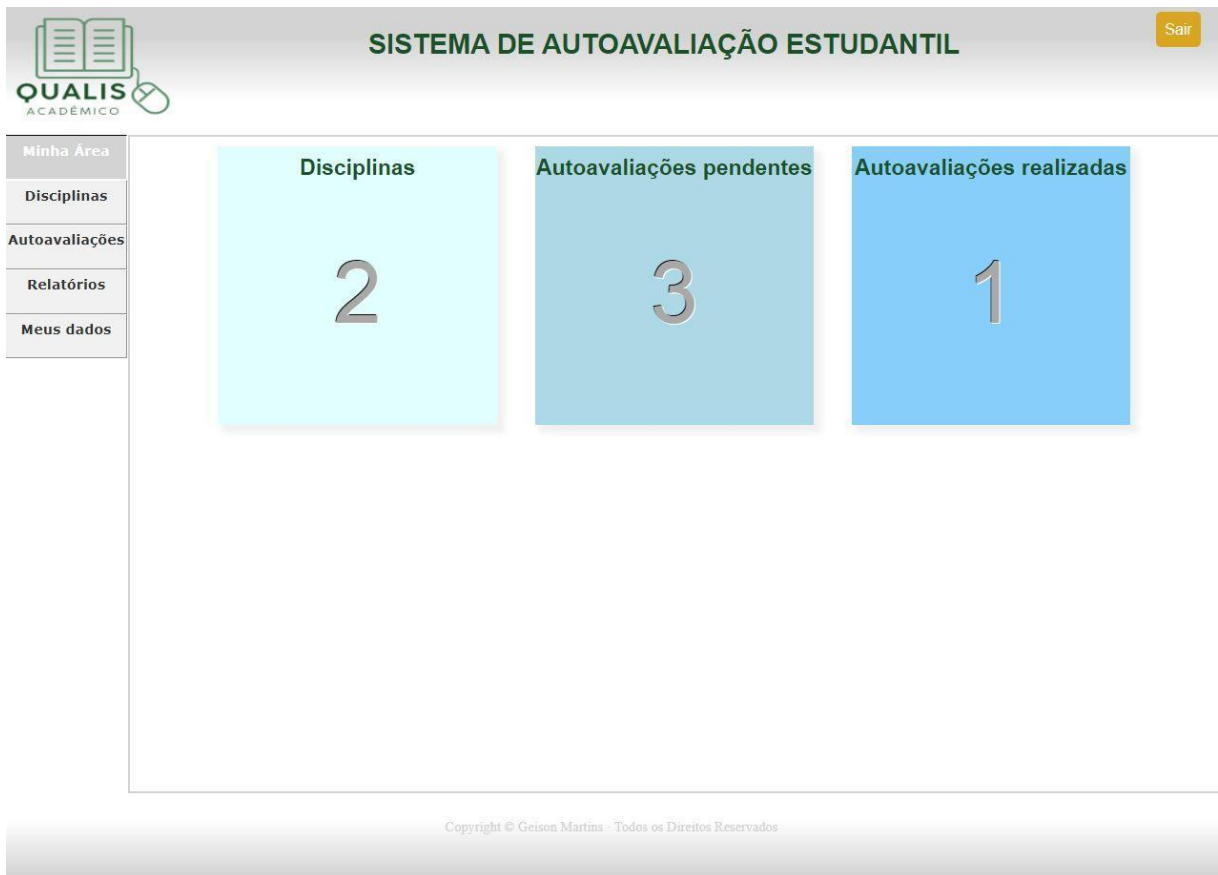 QUALIS
ACADÊMICO
SISTEMA DE AUTOAVALIAÇÃO ESTUDANTIL
Sair
Minha Área
Disciplinas
Autoavaliações
Relatórios
Meus dados
Disciplinas
2
Autoavaliações pendentes
3
Autoavaliações realizadas
1
Copyright © Geison Martins · Todos os Direitos Reservados